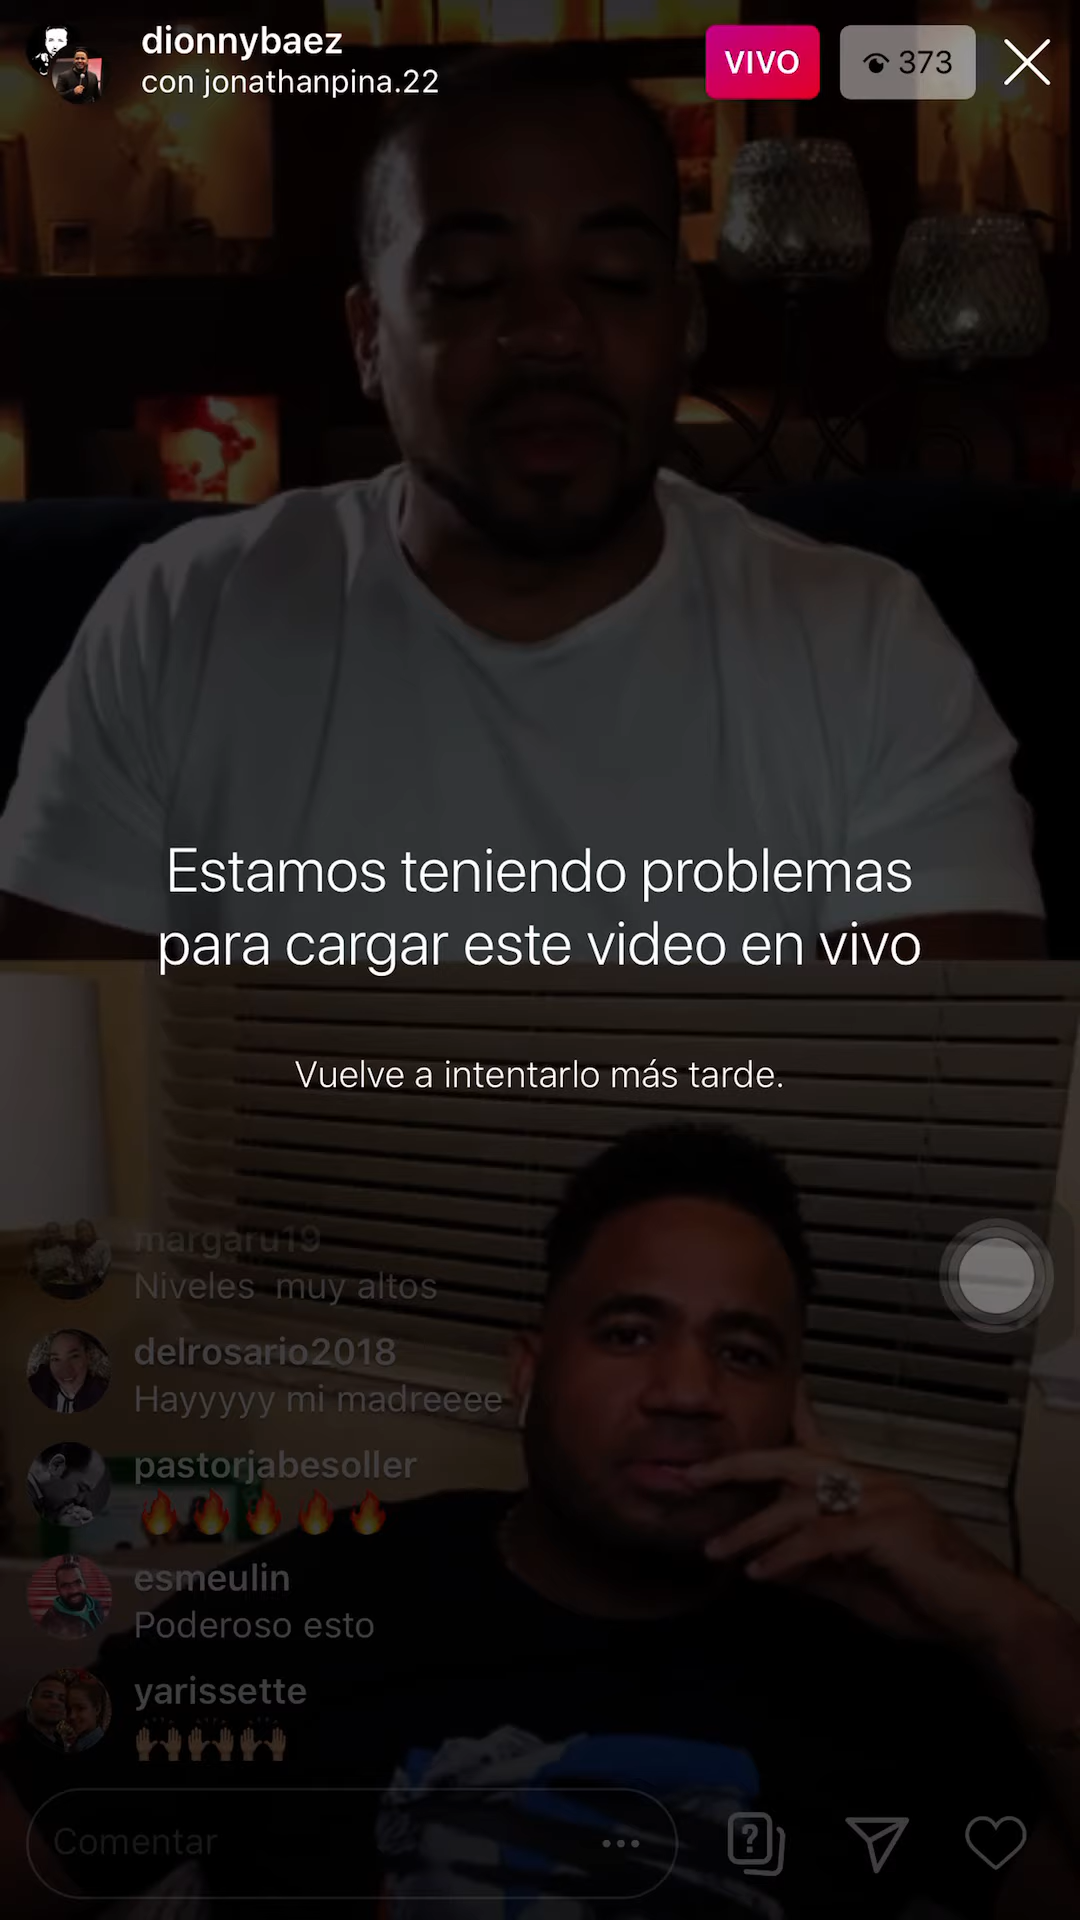 dionnybaez
con jonathanpina.22
VIVO
373
Estamos teniendo problemas
para cargar este video en vivo
Vuelve a intentarlo más tarde.
margaru19
Niveles muy altos
delrosario2018
Hayyyyy mi madreeee
pastorjabesoller
🔥🔥🔥🔥🔥
esmeulin
Poderoso esto
yarissette
🙌🏽🙌🏽🙌🏽
Comentar